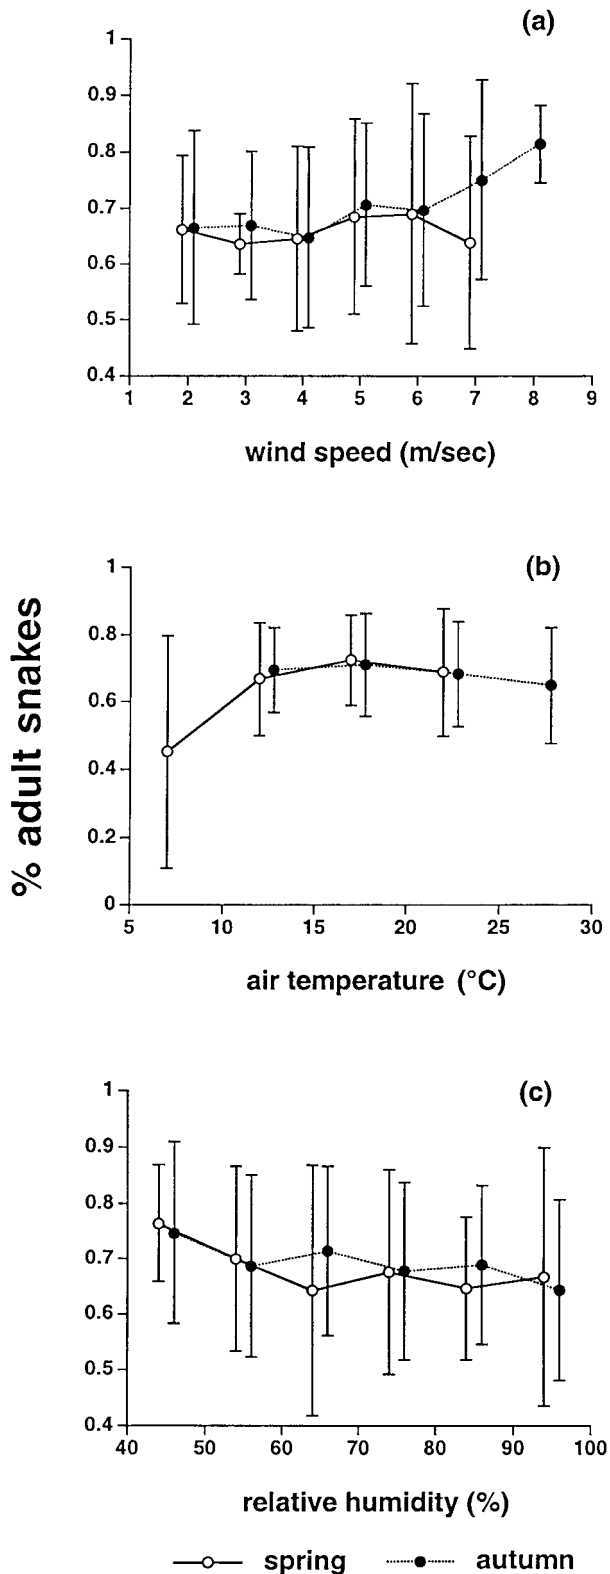 (a)
1
0.9
0.8
0.7
0.6
0.5
0.4
1 2 3 4 5 6 7 8 9
wind speed (m/sec)
% adult snakes
(b)
1
0.8
0.6
0.4
0.2
0
5 10 15 20 25 30
air temperature (°C)
(c)
1
0.9
0.8
0.7
0.6
0.5
0.4
40 50 60 70 80 90 100
relative humidity (%)
spring autumn